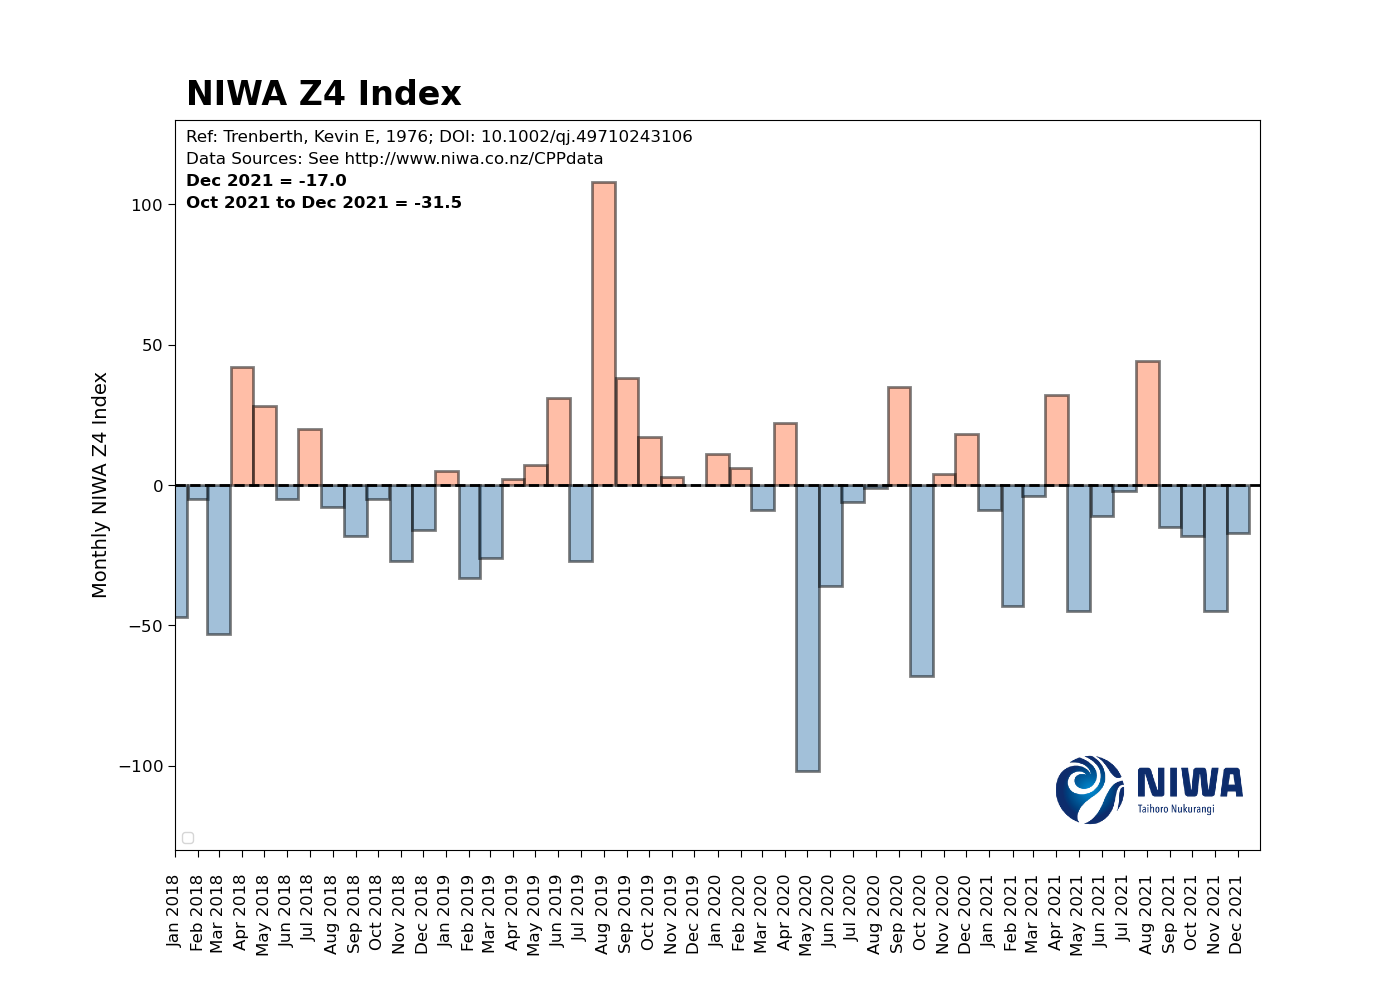 NIWA Z4 Index
Ref: Trenberth, Kevin E, 1976; DOI: 10.1002/qj.49710243106
Data Sources: See http://www.niwa.co.nz/CPPdata
Dec 2021 = -17.0
Oct 2021 to Dec 2021 = -31.5
Monthly NIWA Z4 Index
100
50
0
−50
−100
NIWA
Taihoro Nukurangi
Jan 2018
Feb 2018
Mar 2018
Apr 2018
May 2018
Jun 2018
Jul 2018
Aug 2018
Sep 2018
Oct 2018
Nov 2018
Dec 2018
Jan 2019
Feb 2019
Mar 2019
Apr 2019
May 2019
Jun 2019
Jul 2019
Aug 2019
Sep 2019
Oct 2019
Nov 2019
Dec 2019
Jan 2020
Feb 2020
Mar 2020
Apr 2020
May 2020
Jun 2020
Jul 2020
Aug 2020
Sep 2020
Oct 2020
Nov 2020
Dec 2020
Jan 2021
Feb 2021
Mar 2021
Apr 2021
May 2021
Jun 2021
Jul 2021
Aug 2021
Sep 2021
Oct 2021
Nov 2021
Dec 2021